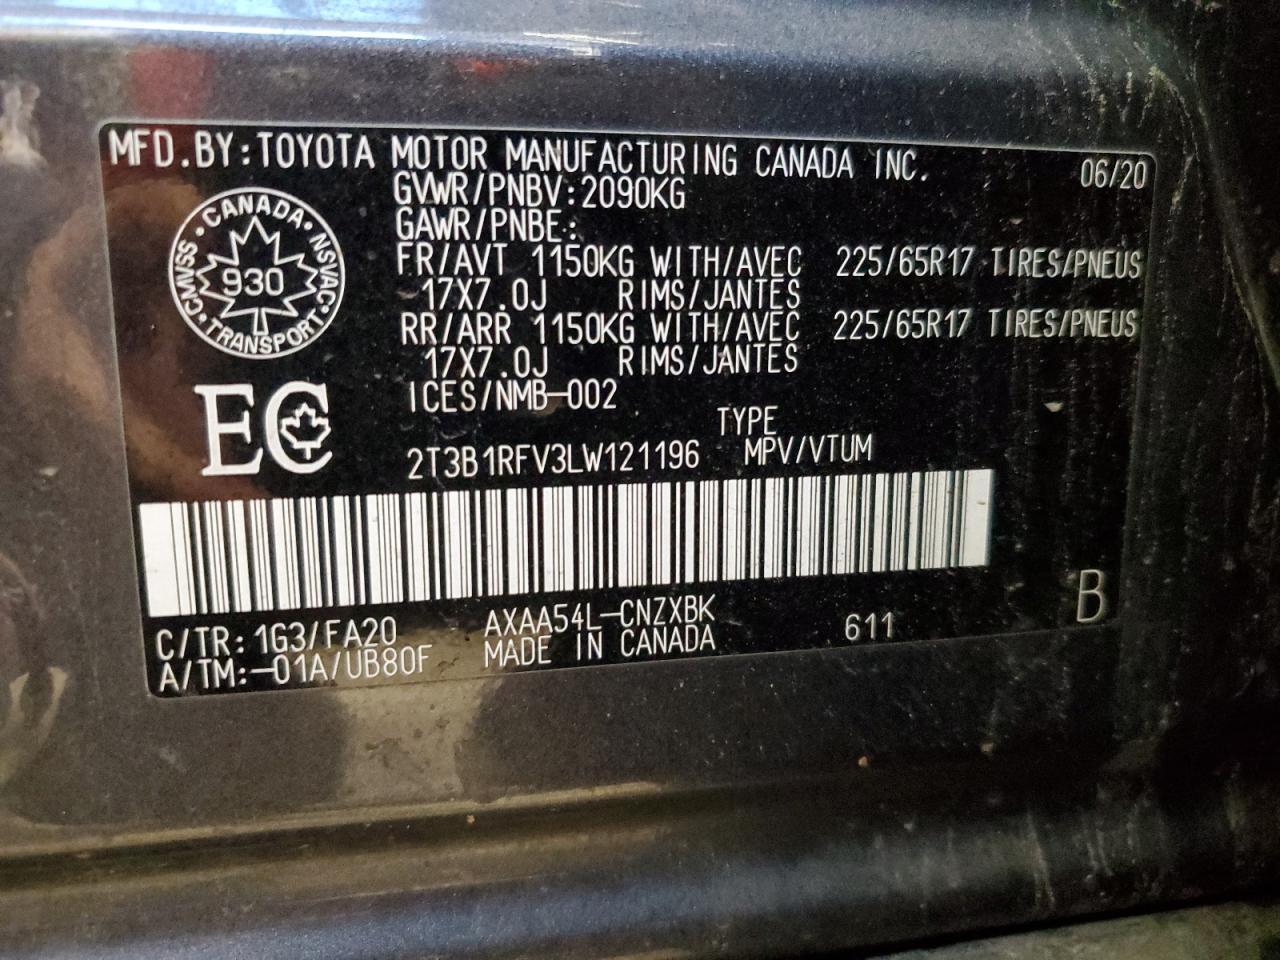 MFD.BY:TOYOTA MOTOR MANUFACTURING CANADA INC. 06/20
GVWR/PNBV:2090KG
GAWR/PNBE:
FR/AVT 1150KG WITH/AVEC 225/65R17 TIRES/PNEUS
17X7.0J RIMS/JANTES
RR/ARR 1150KG WITH/AVEC 225/65R17 TIRES/PNEUS
17X7.0J RIMS/JANTES
ICES/NMB-002
CANADA · NSVAC · TRANSPORT · CMVSS ·
930
EC
TYPE
2T3B1RFV3LW121196 MPV/VTUM
C/TR: 1G3/FA20 AXAA54L-CNZXBK 611 B
A/TM:-01A/UB80F MADE IN CANADA